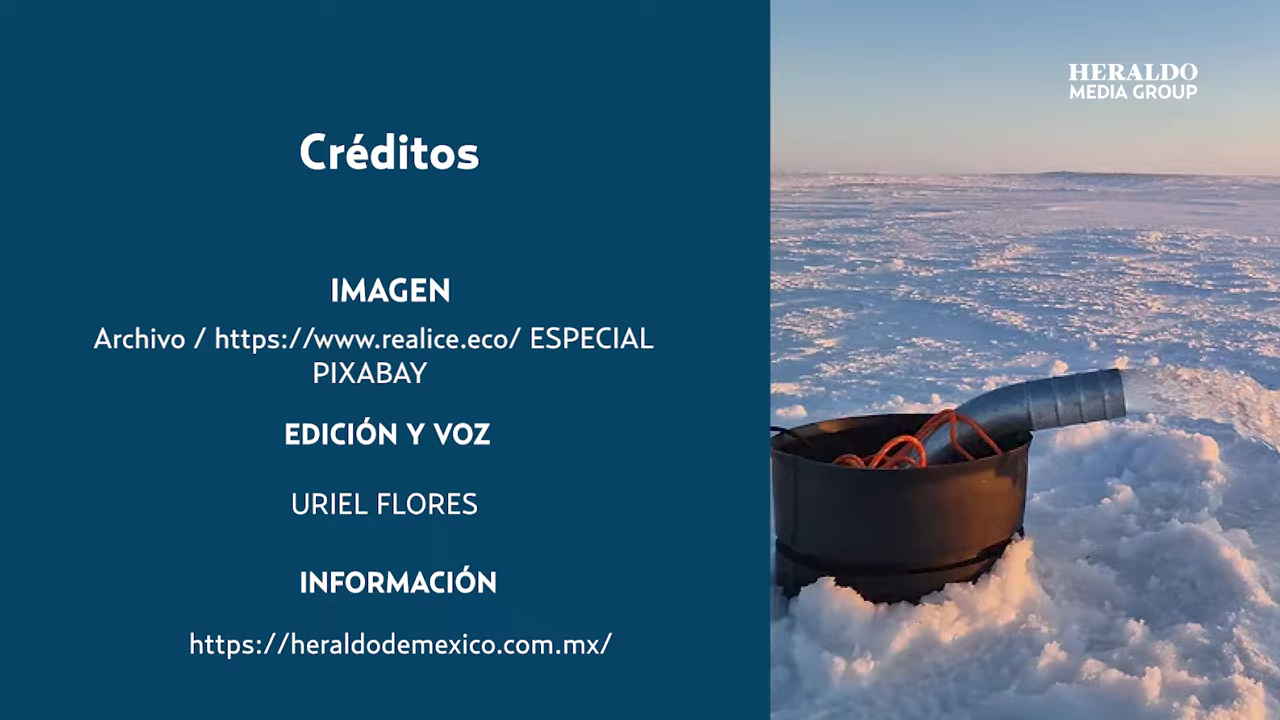 Créditos
IMAGEN
Archivo / https://www.realice.eco/ ESPECIAL
PIXABAY
EDICIÓN Y VOZ
URIEL FLORES
INFORMACIÓN
https://heraldodemexico.com.mx/
HERALDO
MEDIA GROUP